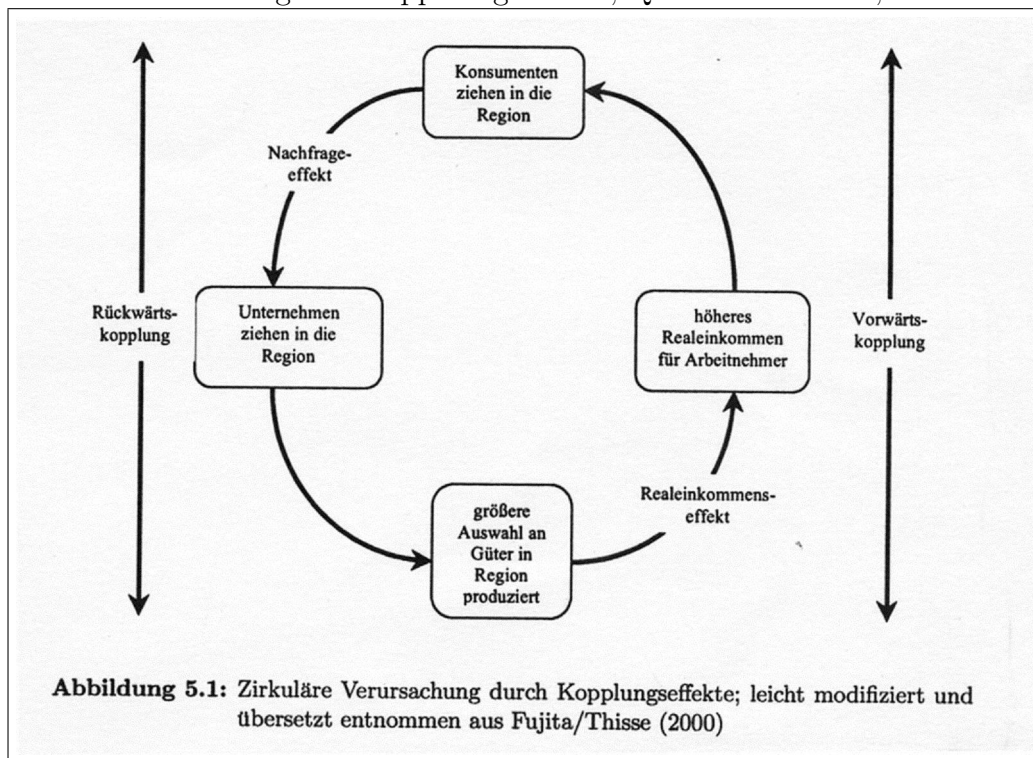 Konsumenten
ziehen in die
Region
Nachfrage-
effekt
Rückwärts-
kopplung
Unternehmen
ziehen in die
Region
höheres
Realeinkommen
für Arbeitnehmer
Vorwärts-
kopplung
größere
Auswahl an
Güter in
Region
produziert
Realeinkommens-
effekt
Abbildung 5.1: Zirkuläre Verursachung durch Kopplungseffekte; leicht modifiziert und
übersetzt entnommen aus Fujita/Thisse (2000)